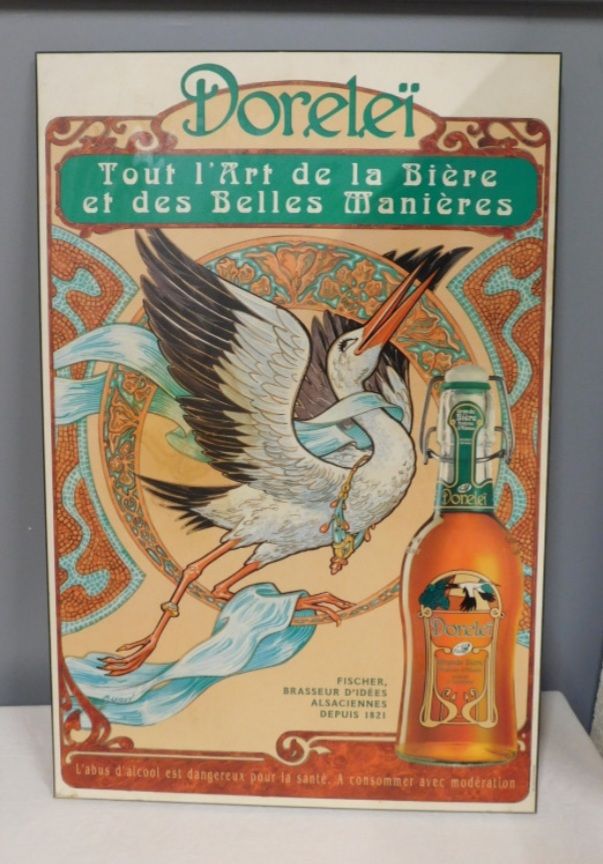 Doreleï
Tout l'Art de la Bière
et des Belles Manières
Bière
Doreleï
Doreleï
FISCHER,
BRASSEUR D'IDÉES
ALSACIENNES
DEPUIS 1821
L'abus d'alcool est dangereux pour la santé. A consommer avec modération